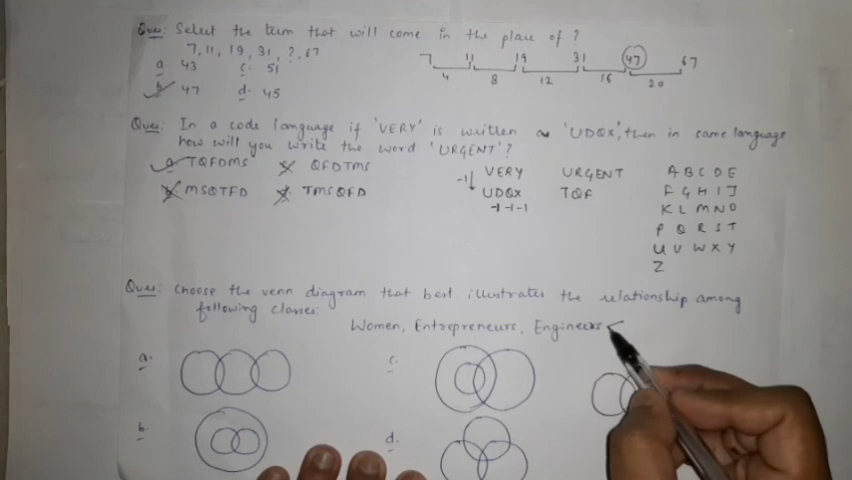 Ques: Select the term that will come in the place of ?
7, 11, 19, 31, ?, 67
a. 43 c. 51
b. 47 d. 45
7 11 19 31 47 67
4 8 12 16 20
Ques: In a code language if 'VERY' is written as 'UDQX', then in same language
how will you write the word 'URGENT'?
a TQFDMS QFDTMS
MSQTFD TMSQFD
-1 VERY URGENT
UDQX TQF
-1 -1 -1
A B C D E
F G H I J
K L M N O
P Q R S T
U V W X Y
Z
Ques: Choose the venn diagram that best illustrates the relationship among
following classes:
Women, Entrepreneurs, Engineers
a. c.
b. d.